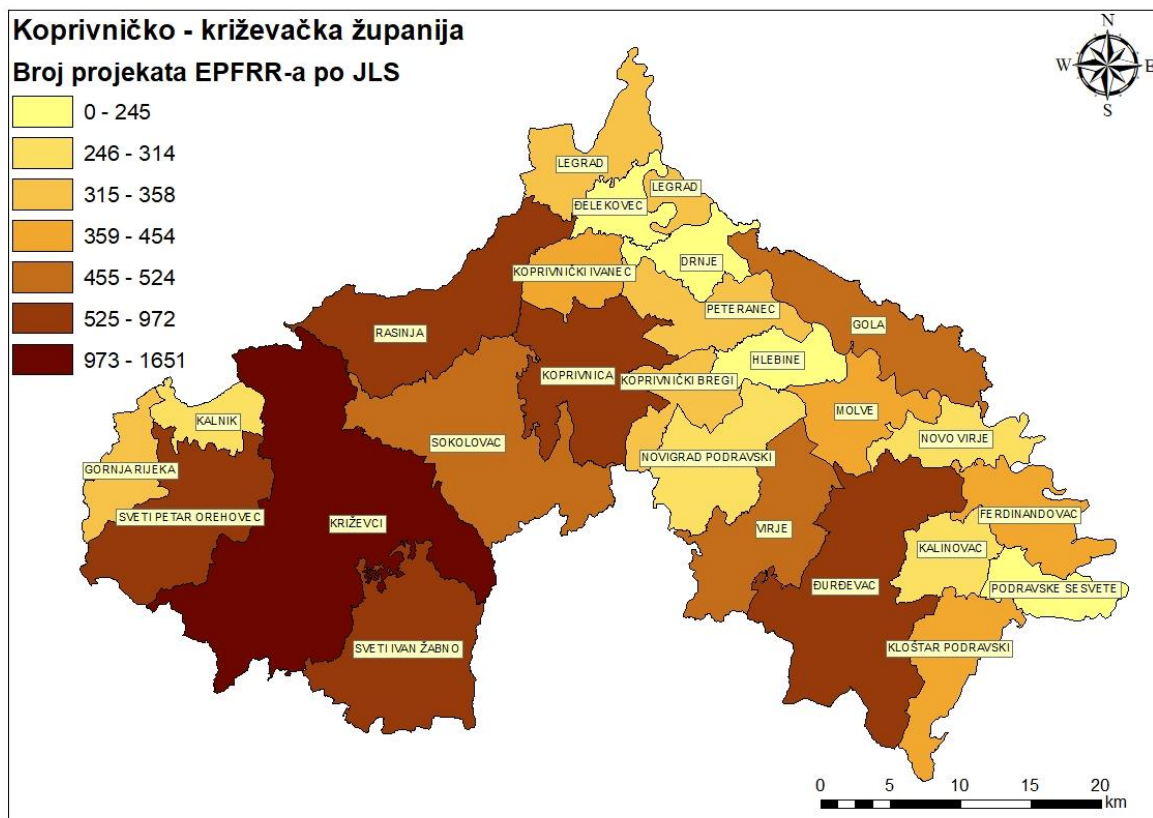 Koprivničko - križevačka županija
Broj projekata EPFRR-a po JLS
0 - 245
246 - 314
315 - 358
359 - 454
455 - 524
525 - 972
973 - 1651
N
W E
S
LEGRAD
LEGRAD
ĐELEKOVEC
DRNJE
KOPRIVNIČKI IVANEC
PETERANEC
GOLA
RASINJA
HLEBINE
KOPRIVNICA
KOPRIVNIČKI BREGI
MOLVE
KALNIK
SOKOLOVAC
NOVO VIRJE
NOVIGRAD PODRAVSKI
GORNJA RIJEKA
SVETI PETAR OREHOVEC
FERDINANDOVAC
KRIŽEVCI
VIRJE
KALINOVAC
ĐURĐEVAC
PODRAVSKE SESVETE
SVETI IVAN ŽABNO
KLOŠTAR PODRAVSKI
0 5 10 15 20
km